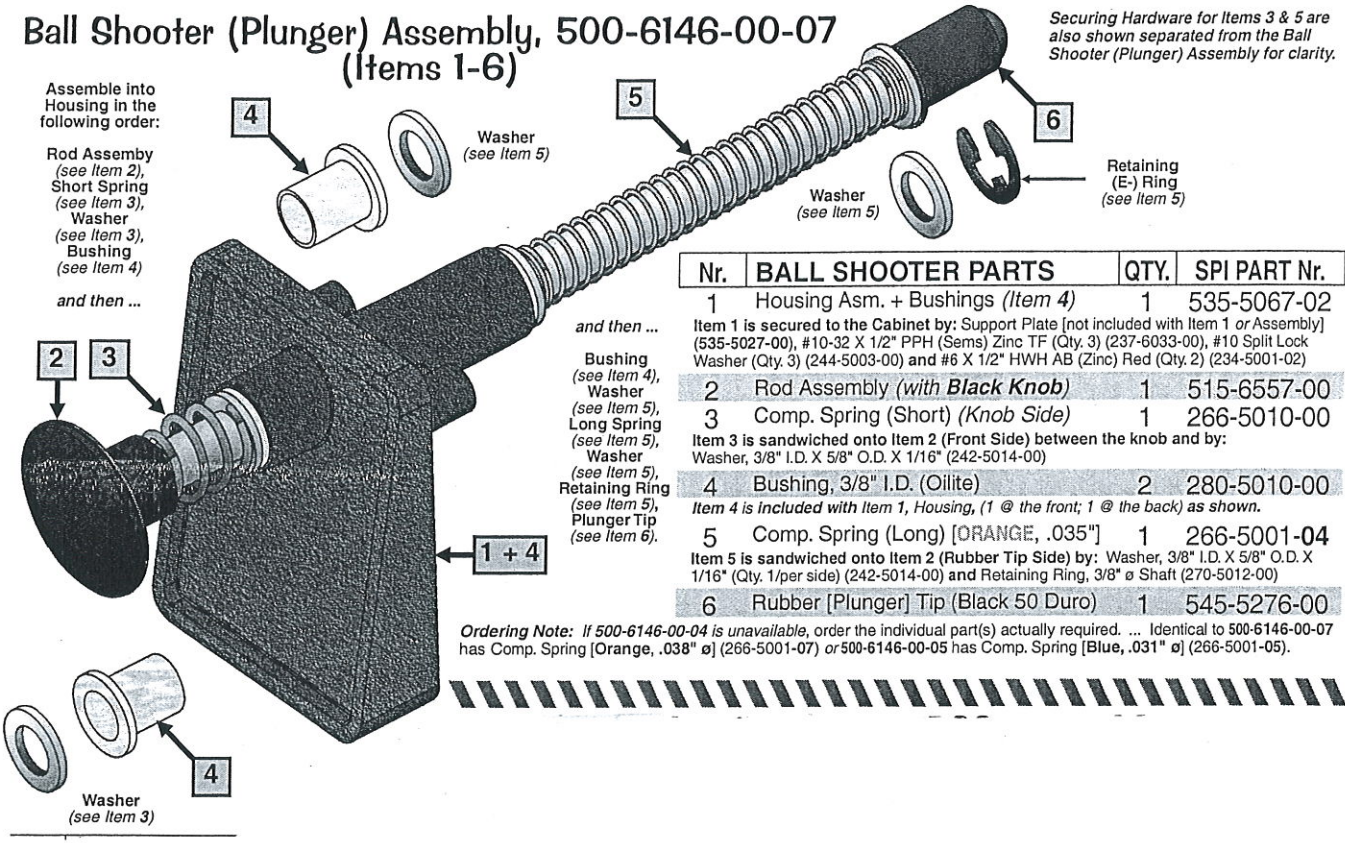 Ball Shooter (Plunger) Assembly, 500-6146-00-07
(Items 1-6)
Securing Hardware for Items 3 & 5 are
also shown separated from the Ball
Shooter (Plunger) Assembly for clarity.
Assemble into
Housing in the
following order:
Rod Assemby
(see Item 2),
Short Spring
(see Item 3),
Washer
(see Item 3),
Bushing
(see Item 4)
and then ...
4
Washer
(see Item 5)
5
6
Washer
(see Item 5)
Retaining
(E-) Ring
(see Item 5)
2
3
1 + 4
and then ...
Bushing
(see Item 4),
Washer
(see Item 5),
Long Spring
(see Item 5),
Washer
(see Item 5),
Retaining Ring
(see Item 5),
Plunger Tip
(see Item 6).
Nr. BALL SHOOTER PARTS QTY. SPI PART Nr.
1 Housing Asm. + Bushings (Item 4) 1 535-5067-02
Item 1 is secured to the Cabinet by: Support Plate [not included with Item 1 or Assembly]
(535-5027-00), #10-32 X 1/2" PPH (Sems) Zinc TF (Qty. 3) (237-6033-00), #10 Split Lock
Washer (Qty. 3) (244-5003-00) and #6 X 1/2" HWH AB (Zinc) Red (Qty. 2) (234-5001-02)
2 Rod Assembly (with Black Knob) 1 515-6557-00
3 Comp. Spring (Short) (Knob Side) 1 266-5010-00
Item 3 is sandwiched onto Item 2 (Front Side) between the knob and by:
Washer, 3/8" I.D. X 5/8" O.D. X 1/16" (242-5014-00)
4 Bushing, 3/8" I.D. (Oilite) 2 280-5010-00
Item 4 is included with Item 1, Housing, (1 @ the front; 1 @ the back) as shown.
5 Comp. Spring (Long) [ORANGE, .035"] 1 266-5001-04
Item 5 is sandwiched onto Item 2 (Rubber Tip Side) by: Washer, 3/8" I.D. X 5/8" O.D. X
1/16" (Qty. 1/per side) (242-5014-00) and Retaining Ring, 3/8" ø Shaft (270-5012-00)
6 Rubber [Plunger] Tip (Black 50 Duro) 1 545-5276-00
Ordering Note: If 500-6146-00-04 is unavailable, order the individual part(s) actually required. ... Identical to 500-6146-00-07
has Comp. Spring [Orange, .038" ø] (266-5001-07) or 500-6146-00-05 has Comp. Spring [Blue, .031" ø] (266-5001-05).
4
Washer
(see Item 3)